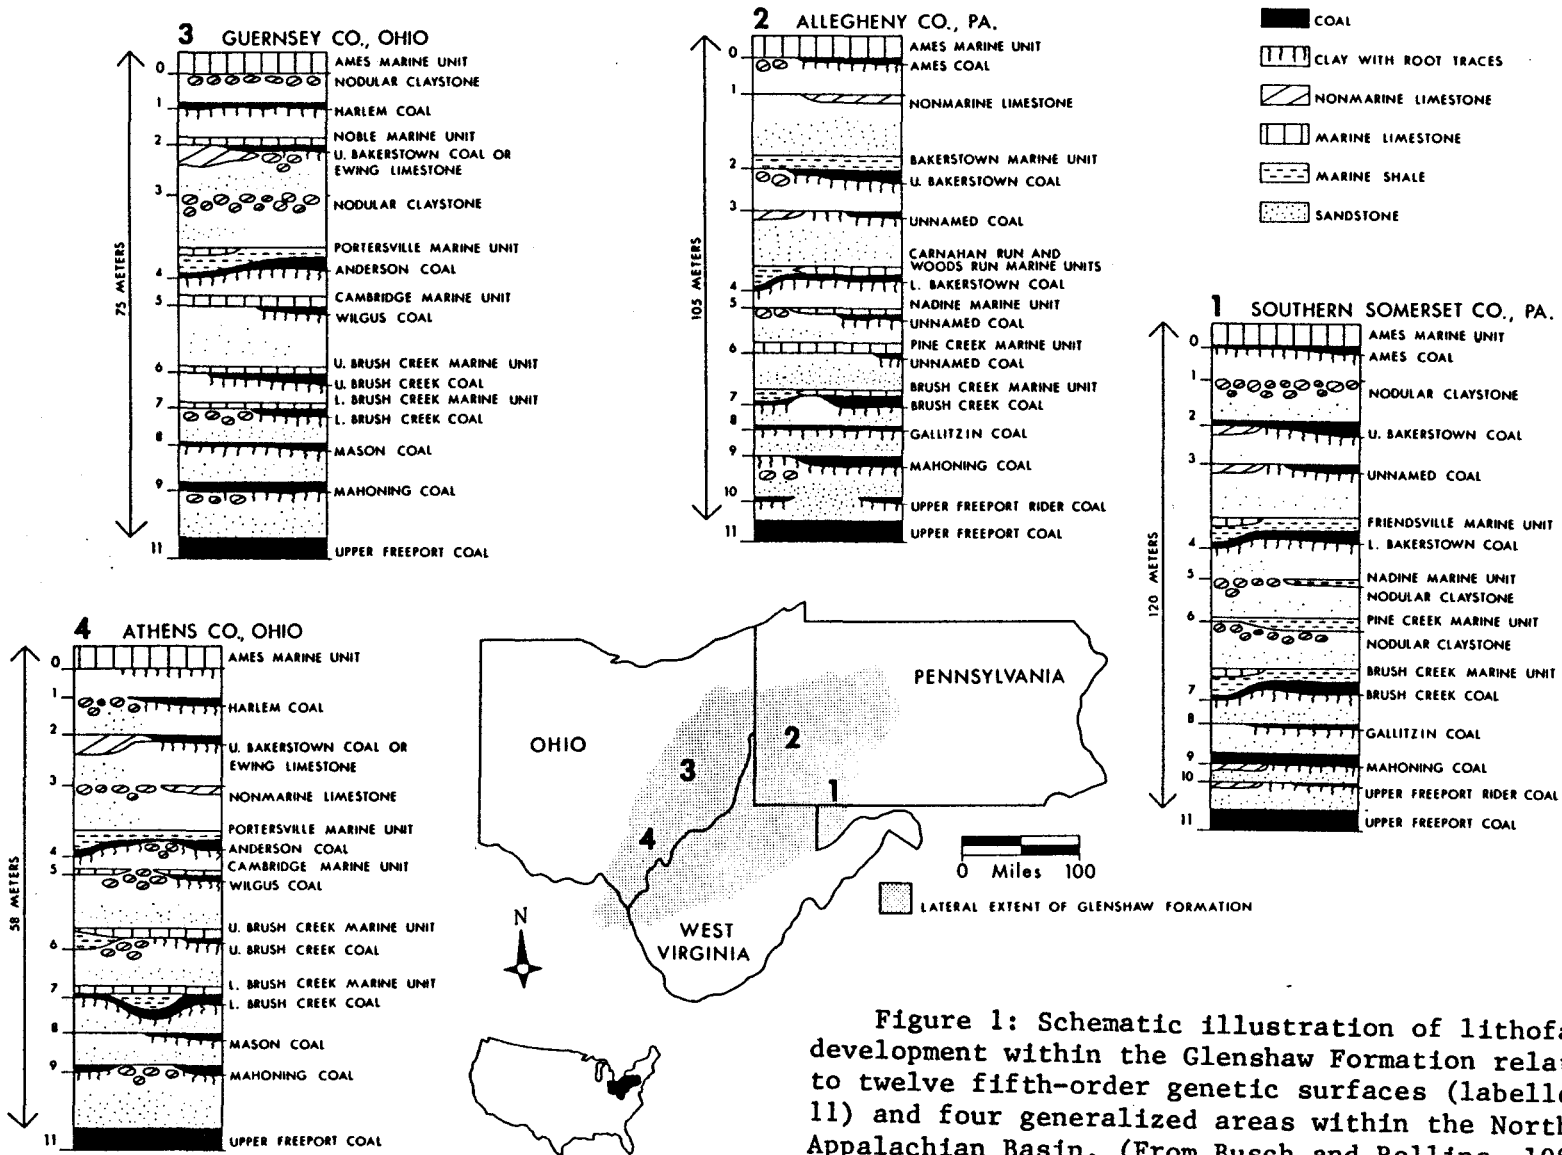 3 GUERNSEY CO., OHIO
75 METERS
0
1
2
3
4
5
6
7
8
9
11
AMES MARINE UNIT
NODULAR CLAYSTONE
HARLEM COAL
NOBLE MARINE UNIT
U. BAKERSTOWN COAL OR
EWING LIMESTONE
NODULAR CLAYSTONE
PORTERSVILLE MARINE UNIT
ANDERSON COAL
CAMBRIDGE MARINE UNIT
WILGUS COAL
U. BRUSH CREEK MARINE UNIT
U. BRUSH CREEK COAL
L. BRUSH CREEK MARINE UNIT
L. BRUSH CREEK COAL
MASON COAL
MAHONING COAL
UPPER FREEPORT COAL
2 ALLEGHENY CO., PA.
105 METERS
0
1
2
3
4
5
6
7
8
9
10
11
AMES MARINE UNIT
AMES COAL
NONMARINE LIMESTONE
BAKERSTOWN MARINE UNIT
U. BAKERSTOWN COAL
UNNAMED COAL
CARNAHAN RUN AND
WOODS RUN MARINE UNITS
L. BAKERSTOWN COAL
NADINE MARINE UNIT
UNNAMED COAL
PINE CREEK MARINE UNIT
UNNAMED COAL
BRUSH CREEK MARINE UNIT
BRUSH CREEK COAL
GALLITZIN COAL
MAHONING COAL
UPPER FREEPORT RIDER COAL
UPPER FREEPORT COAL
COAL
CLAY WITH ROOT TRACES
NONMARINE LIMESTONE
MARINE LIMESTONE
MARINE SHALE
SANDSTONE
1 SOUTHERN SOMERSET CO., PA.
120 METERS
0
1
2
3
4
5
6
7
8
9
10
11
AMES MARINE UNIT
AMES COAL
NODULAR CLAYSTONE
U. BAKERSTOWN COAL
UNNAMED COAL
FRIENDSVILLE MARINE UNIT
L. BAKERSTOWN COAL
NADINE MARINE UNIT
NODULAR CLAYSTONE
PINE CREEK MARINE UNIT
NODULAR CLAYSTONE
BRUSH CREEK MARINE UNIT
BRUSH CREEK COAL
GALLITZIN COAL
MAHONING COAL
UPPER FREEPORT RIDER COAL
UPPER FREEPORT COAL
4 ATHENS CO., OHIO
58 METERS
0
1
2
3
4
5
6
7
8
9
11
AMES MARINE UNIT
HARLEM COAL
U. BAKERSTOWN COAL OR
EWING LIMESTONE
NONMARINE LIMESTONE
PORTERSVILLE MARINE UNIT
ANDERSON COAL
CAMBRIDGE MARINE UNIT
WILGUS COAL
U. BRUSH CREEK MARINE UNIT
U. BRUSH CREEK COAL
L. BRUSH CREEK MARINE UNIT
L. BRUSH CREEK COAL
MASON COAL
MAHONING COAL
UPPER FREEPORT COAL
PENNSYLVANIA
OHIO
2
3
1
4
WEST
VIRGINIA
N
0 Miles 100
LATERAL EXTENT OF GLENSHAW FORMATION
Figure 1: Schematic illustration of lithofa
development within the Glenshaw Formation rela
to twelve fifth-order genetic surfaces (labell
11) and four generalized areas within the North
Appalachian Basin. (From Busch and Rollins, 19